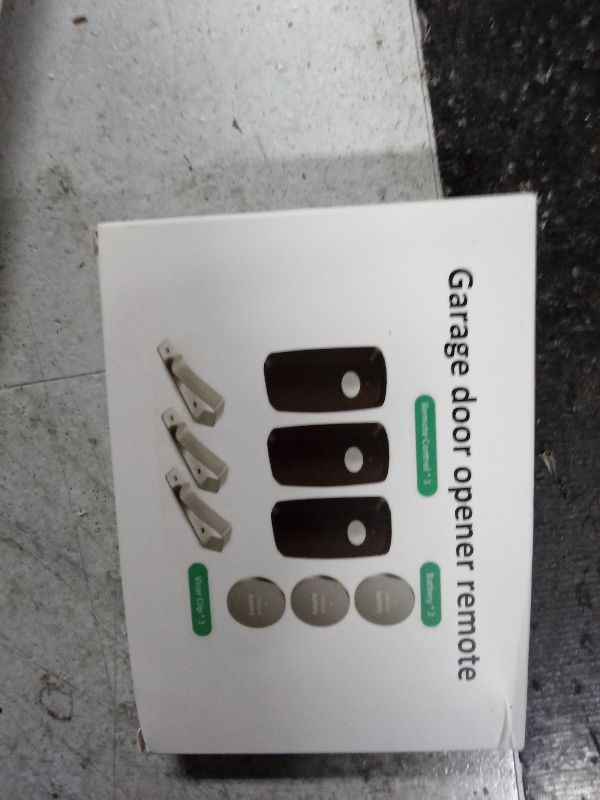 Garage door opener remote
Remote Control * 3
Battery * 3
Visor Clip * 3